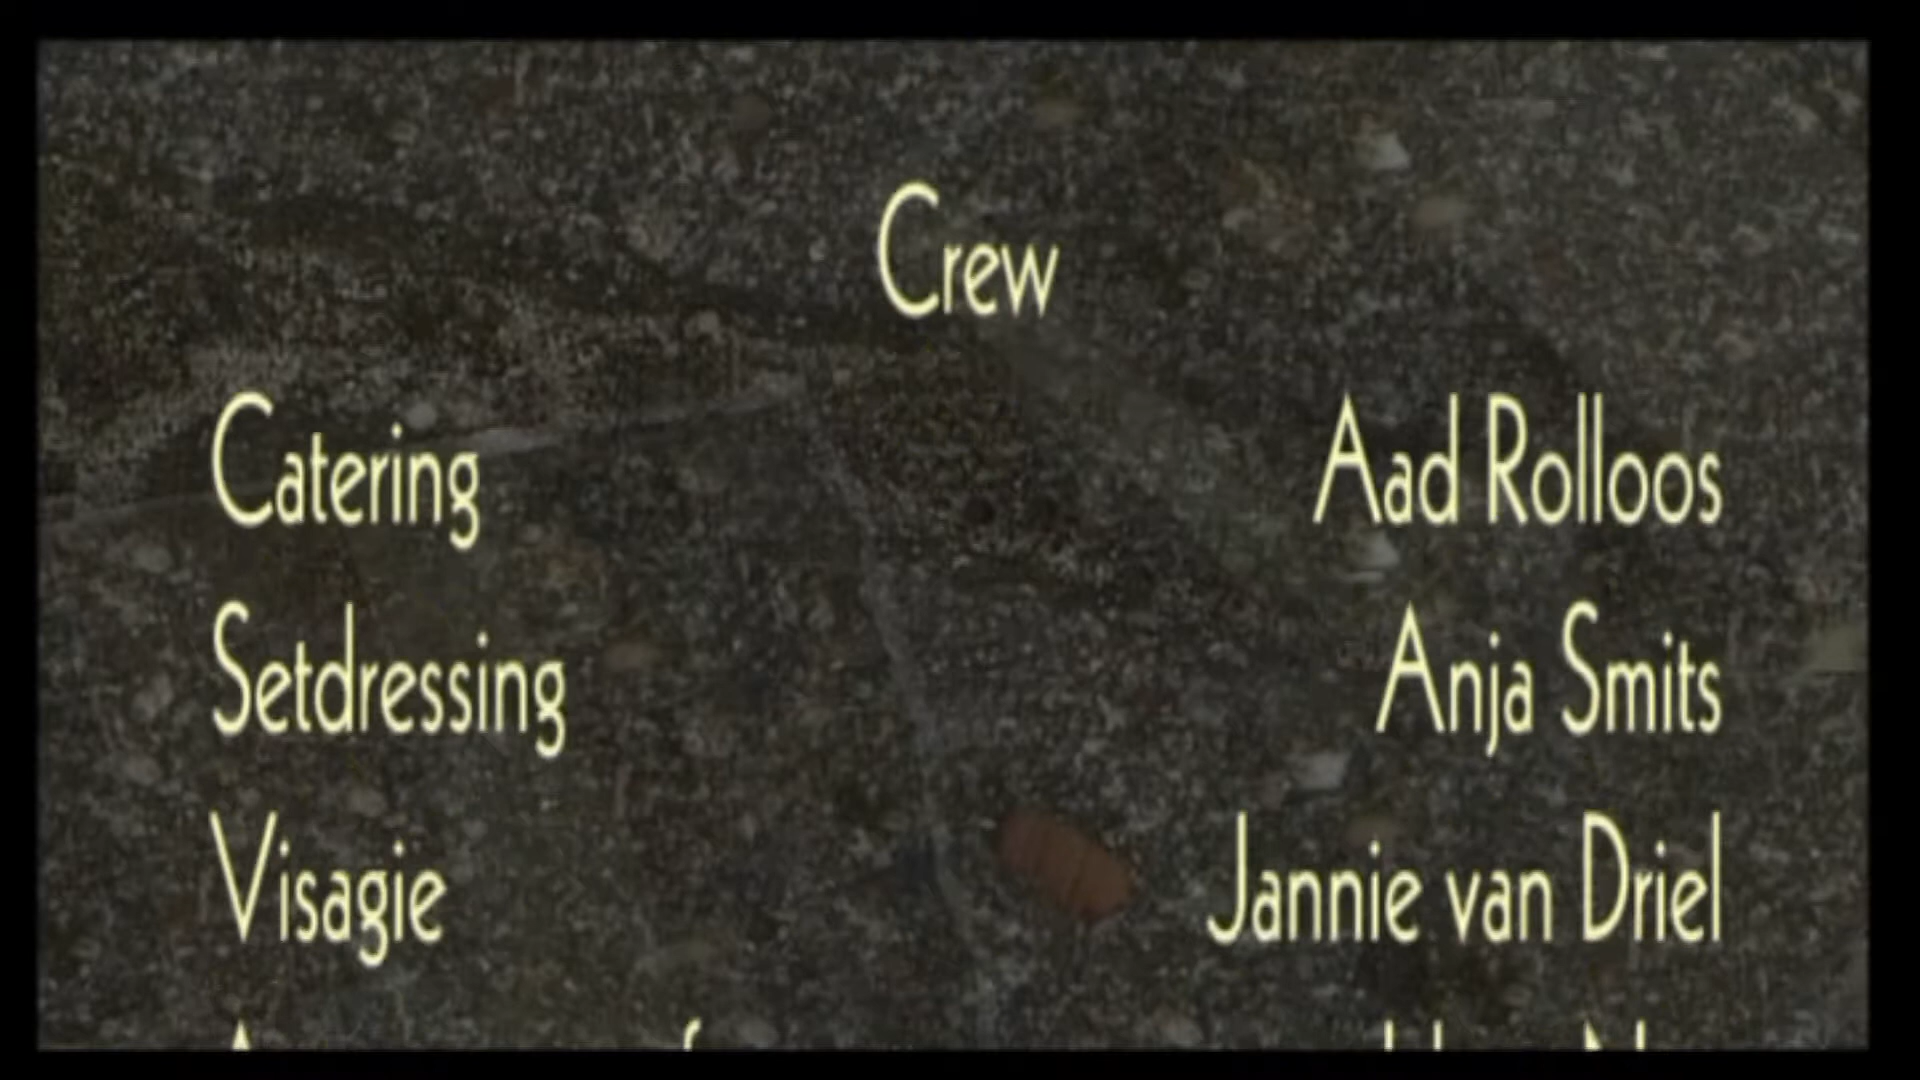 Crew
Catering Aad Rolloos
Setdressing Anja Smits
Visagie Jannie van Driel